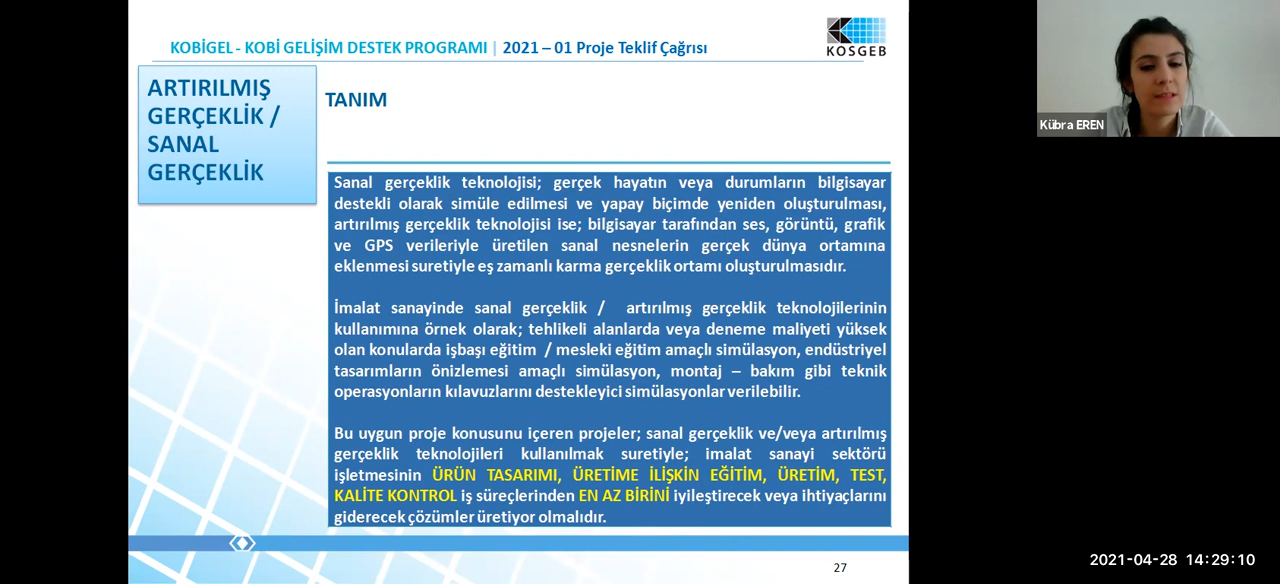 KOBİGEL - KOBİ GELİŞİM DESTEK PROGRAMI | 2021 – 01 Proje Teklif Çağrısı
KOSGEB
Kübra EREN
ARTIRILMIŞ
GERÇEKLİK /
SANAL
GERÇEKLİK
TANIM
Sanal gerçeklik teknolojisi; gerçek hayatın veya durumların bilgisayar
destekli olarak simüle edilmesi ve yapay biçimde yeniden oluşturulması,
artırılmış gerçeklik teknolojisi ise; bilgisayar tarafından ses, görüntü, grafik
ve GPS verileriyle üretilen sanal nesnelerin gerçek dünya ortamına
eklenmesi suretiyle eş zamanlı karma gerçeklik ortamı oluşturulmasıdır.
İmalat sanayinde sanal gerçeklik / artırılmış gerçeklik teknolojilerinin
kullanımına örnek olarak; tehlikeli alanlarda veya deneme maliyeti yüksek
olan konularda işbaşı eğitim / mesleki eğitim amaçlı simülasyon, endüstriyel
tasarımların önizlemesi amaçlı simülasyon, montaj – bakım gibi teknik
operasyonların kılavuzlarını destekleyici simülasyonlar verilebilir.
Bu uygun proje konusunu içeren projeler; sanal gerçeklik ve/veya artırılmış
gerçeklik teknolojileri kullanılmak suretiyle; imalat sanayi sektörü
işletmesinin ÜRÜN TASARIMI, ÜRETİME İLİŞKİN EĞİTİM, ÜRETİM, TEST,
KALİTE KONTROL iş süreçlerinden EN AZ BİRİNİ iyileştirecek veya ihtiyaçlarını
giderecek çözümler üretiyor olmalıdır.
27
2021-04-28 14:29:10